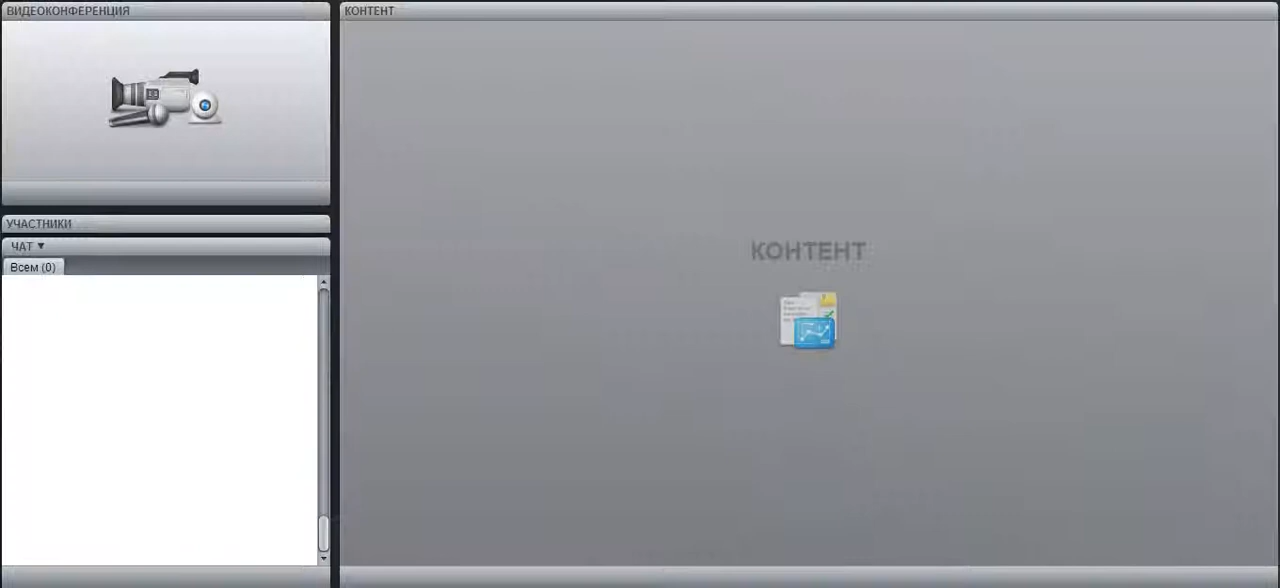 ВИДЕОКОНФЕРЕНЦИЯ
УЧАСТНИКИ
ЧАТ ▼
Всем (0)
КОНТЕНТ
КОНТЕНТ